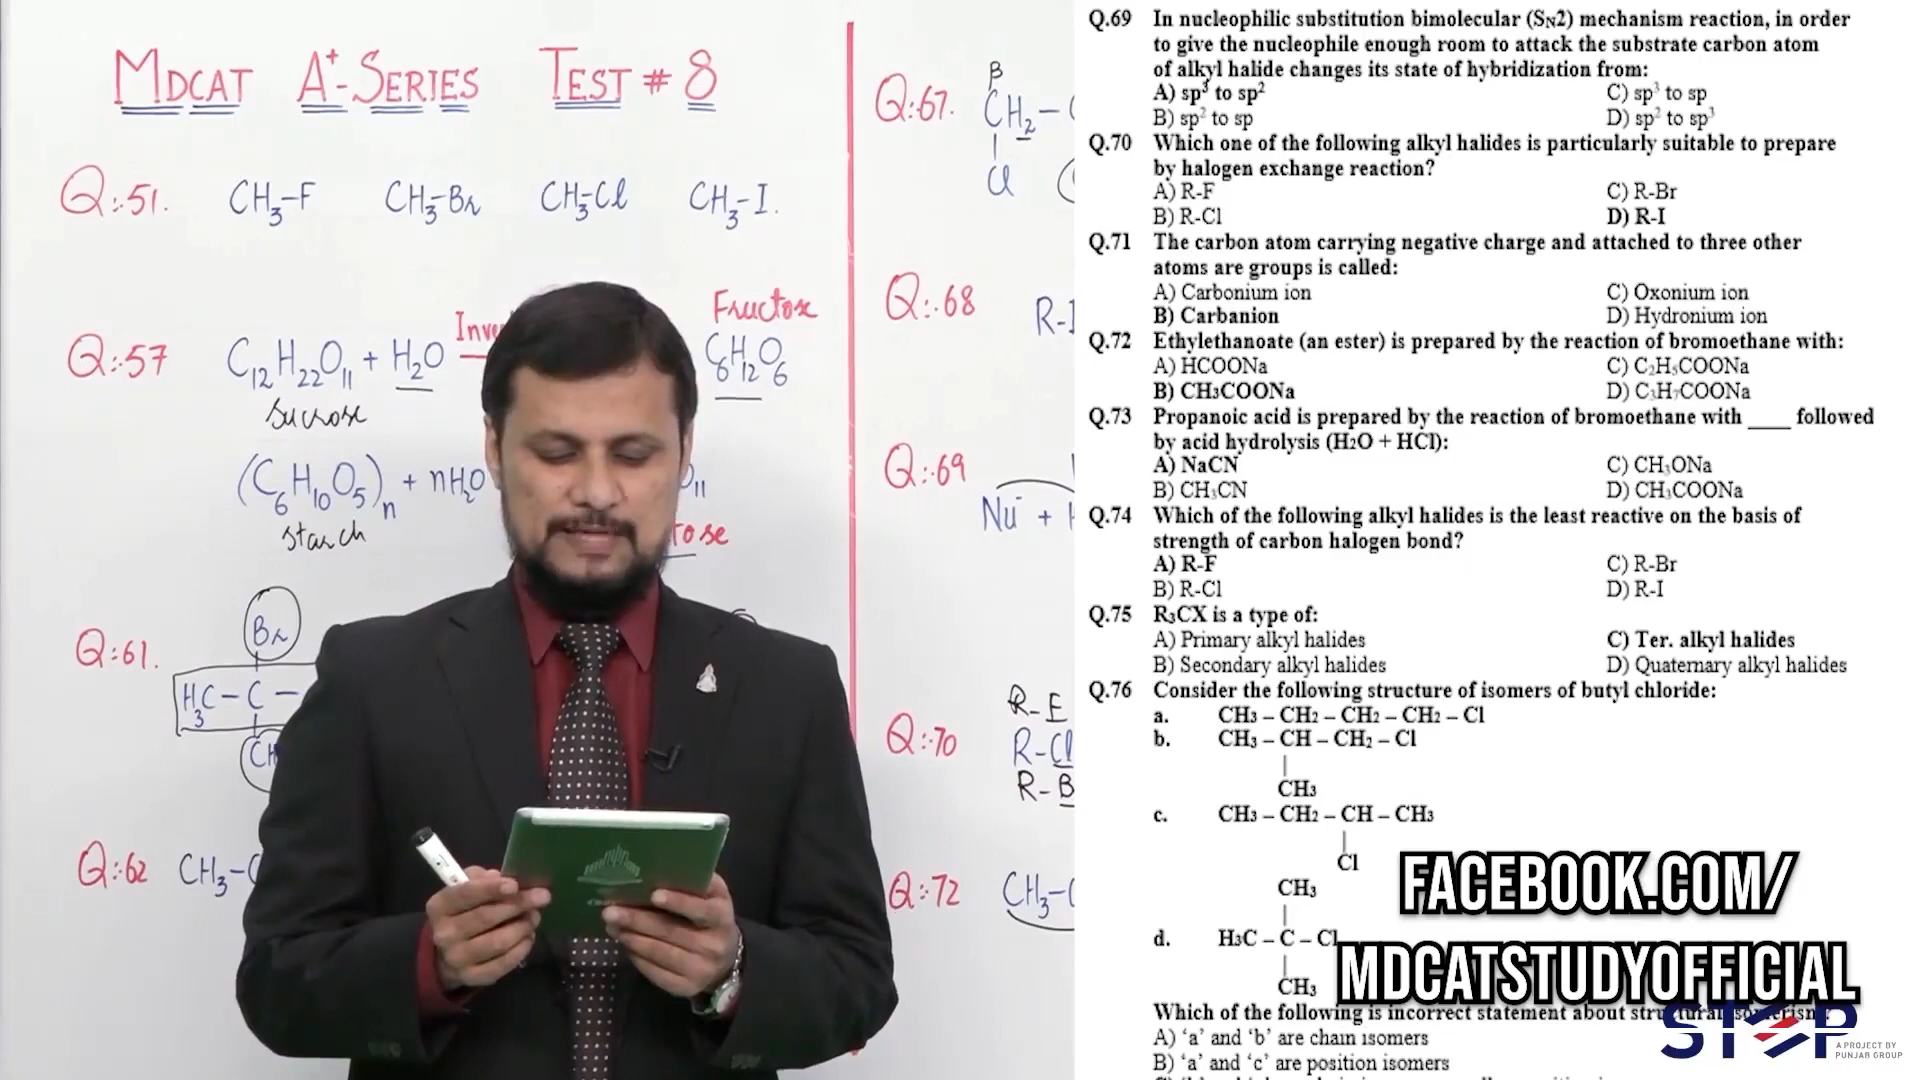 MDCAT A+-SERIES TEST # 8
Q:51. CH3-F CH3-Br CH3-Cl CH3-I.
Q:57 C12H22O11 + H2O
Fructose
C6H12O6
Sucrose
(C6H10O5)n + nH2O
starch
Q:61.
Br
H3C – C –
Q:62 CH3-C
Q:67.
β
CH2 –
Cl
Q:68
Q:69
Nu- +
Q:70
R-F
R-Cl
R-B
Q:72
CH3-C
Q.69 In nucleophilic substitution bimolecular (SN2) mechanism reaction, in order
to give the nucleophile enough room to attack the substrate carbon atom
of alkyl halide changes its state of hybridization from:
A) sp3 to sp2 C) sp3 to sp
B) sp2 to sp D) sp2 to sp3
Q.70 Which one of the following alkyl halides is particularly suitable to prepare
by halogen exchange reaction?
A) R-F C) R-Br
B) R-Cl D) R-I
Q.71 The carbon atom carrying negative charge and attached to three other
atoms are groups is called:
A) Carbonium ion C) Oxonium ion
B) Carbanion D) Hydronium ion
Q.72 Ethylethanoate (an ester) is prepared by the reaction of bromoethane with:
A) HCOONa C) C2H5COONa
B) CH3COONa D) C3H7COONa
Q.73 Propanoic acid is prepared by the reaction of bromoethane with ____ followed
by acid hydrolysis (H2O + HCl):
A) NaCN C) CH3ONa
B) CH3CN D) CH3COONa
Q.74 Which of the following alkyl halides is the least reactive on the basis of
strength of carbon halogen bond?
A) R-F C) R-Br
B) R-Cl D) R-I
Q.75 R3CX is a type of:
A) Primary alkyl halides C) Ter. alkyl halides
B) Secondary alkyl halides D) Quaternary alkyl halides
Q.76 Consider the following structure of isomers of butyl chloride:
a. CH3 – CH2 – CH2 – CH2 – Cl
b. CH3 – CH – CH2 – Cl
|
CH3
c. CH3 – CH2 – CH – CH3
|
Cl
CH3
|
d. H3C – C – Cl
|
CH3
FACEBOOK.COM/
MDCATSTUDYOFFICIAL
Which of the following is incorrect statement about structural isomerism?
A) ‘a’ and ‘b’ are chain isomers
B) ‘a’ and ‘c’ are position isomers
STEP
A PROJECT BY
PUNJAB GROUP